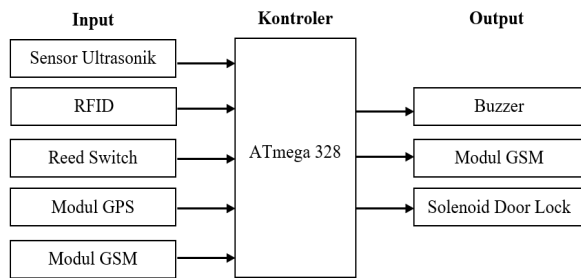 Input
Kontroler
Output
Sensor Ultrasonik
RFID
Reed Switch
Modul GPS
Modul GSM
ATmega 328
Buzzer
Modul GSM
Solenoid Door Lock